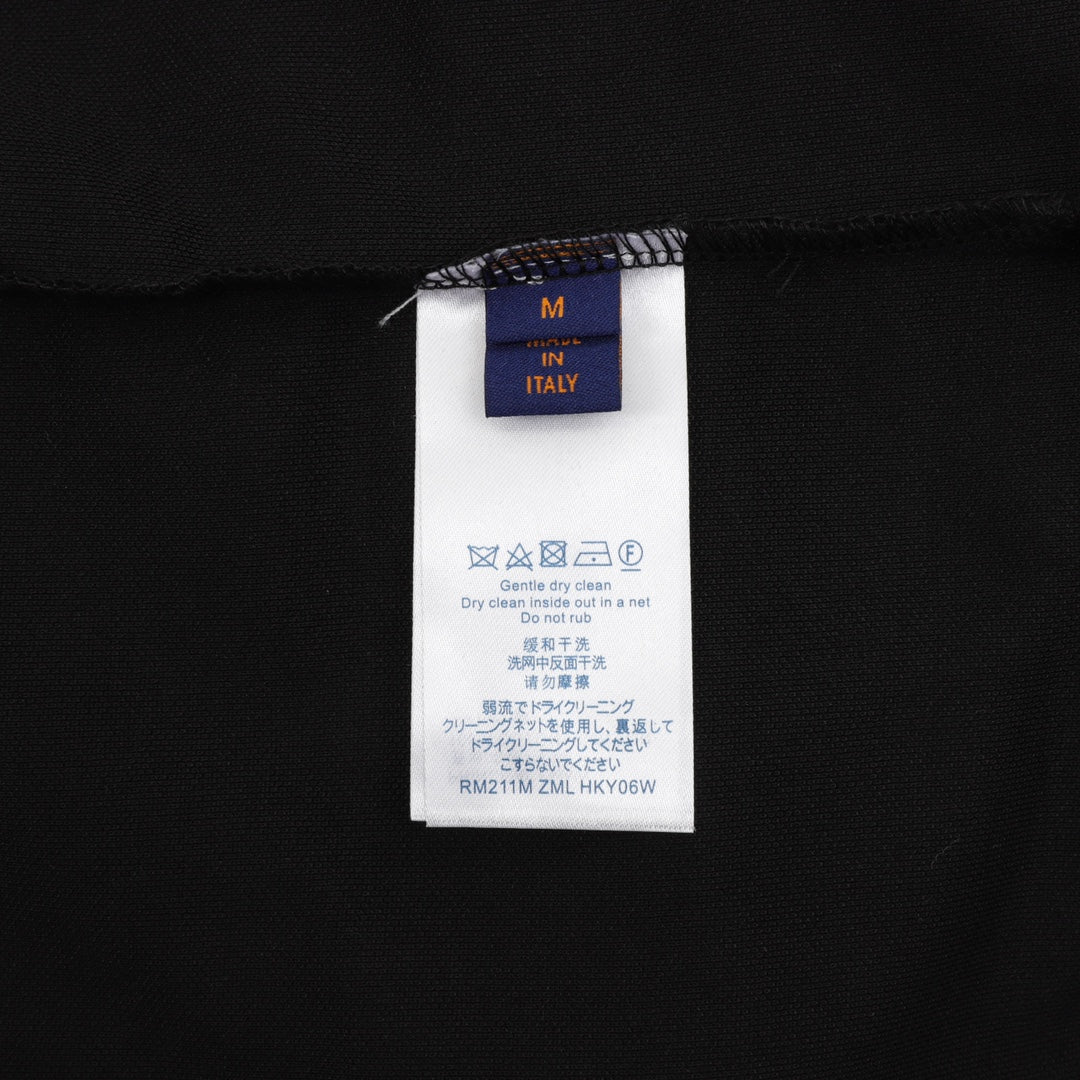 M
MADE
IN
ITALY
F
Gentle dry clean
Dry clean inside out in a net
Do not rub
缓和干洗
洗网中反面干洗
请勿摩擦
弱流でドライクリーニング
クリーニングネットを使用し、裏返して
ドライクリーニングしてください
こすらないでください
RM211M ZML HKY06W